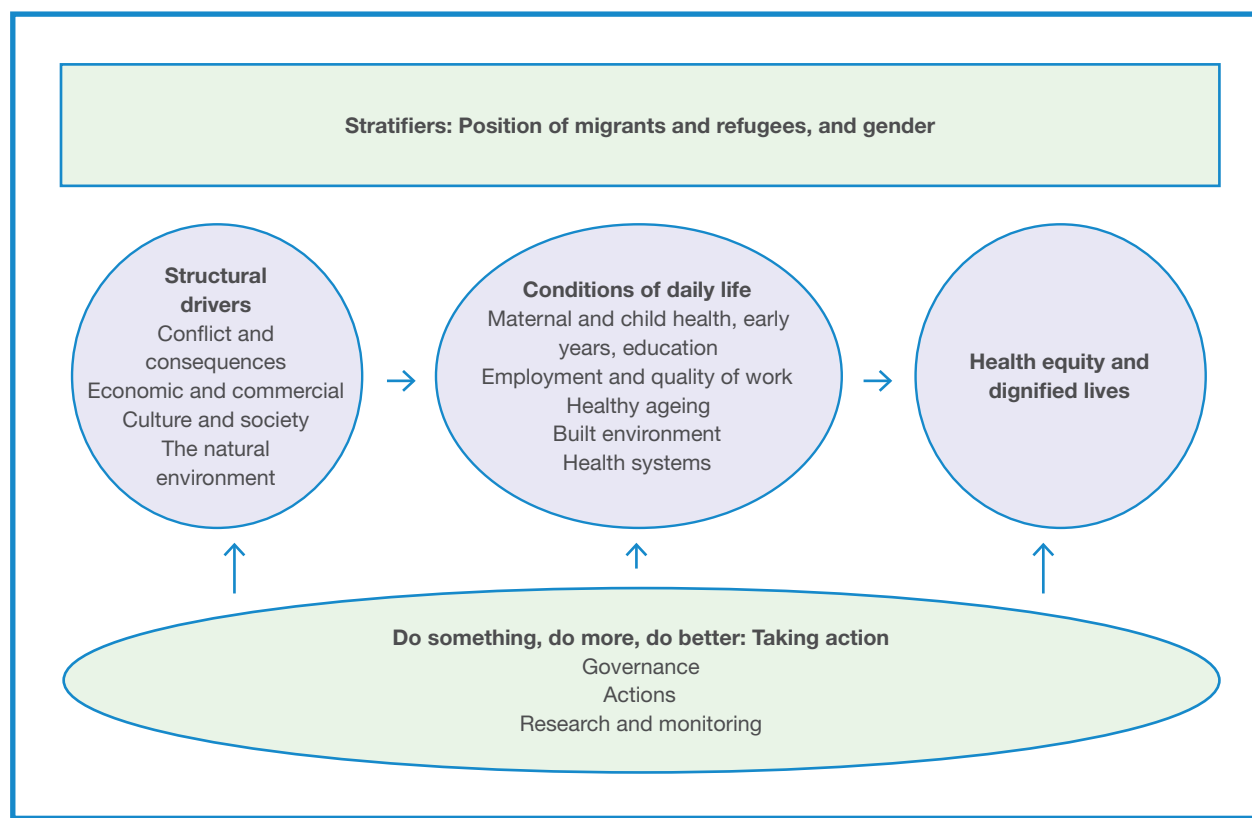 Stratifiers: Position of migrants and refugees, and gender
Structural
drivers
Conflict and
consequences
Economic and commercial
Culture and society
The natural
environment
Conditions of daily life
Maternal and child health, early
years, education
Employment and quality of work
Healthy ageing
Built environment
Health systems
Health equity and
dignified lives
Do something, do more, do better: Taking action
Governance
Actions
Research and monitoring